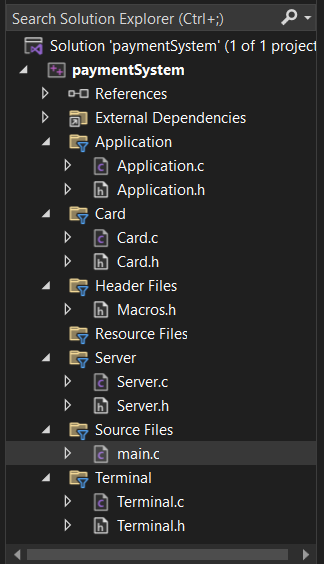 Search Solution Explorer (Ctrl+;)
Solution 'paymentSystem' (1 of 1 project
paymentSystem
References
External Dependencies
Application
Application.c
Application.h
Card
Card.c
Card.h
Header Files
Macros.h
Resource Files
Server
Server.c
Server.h
Source Files
main.c
Terminal
Terminal.c
Terminal.h